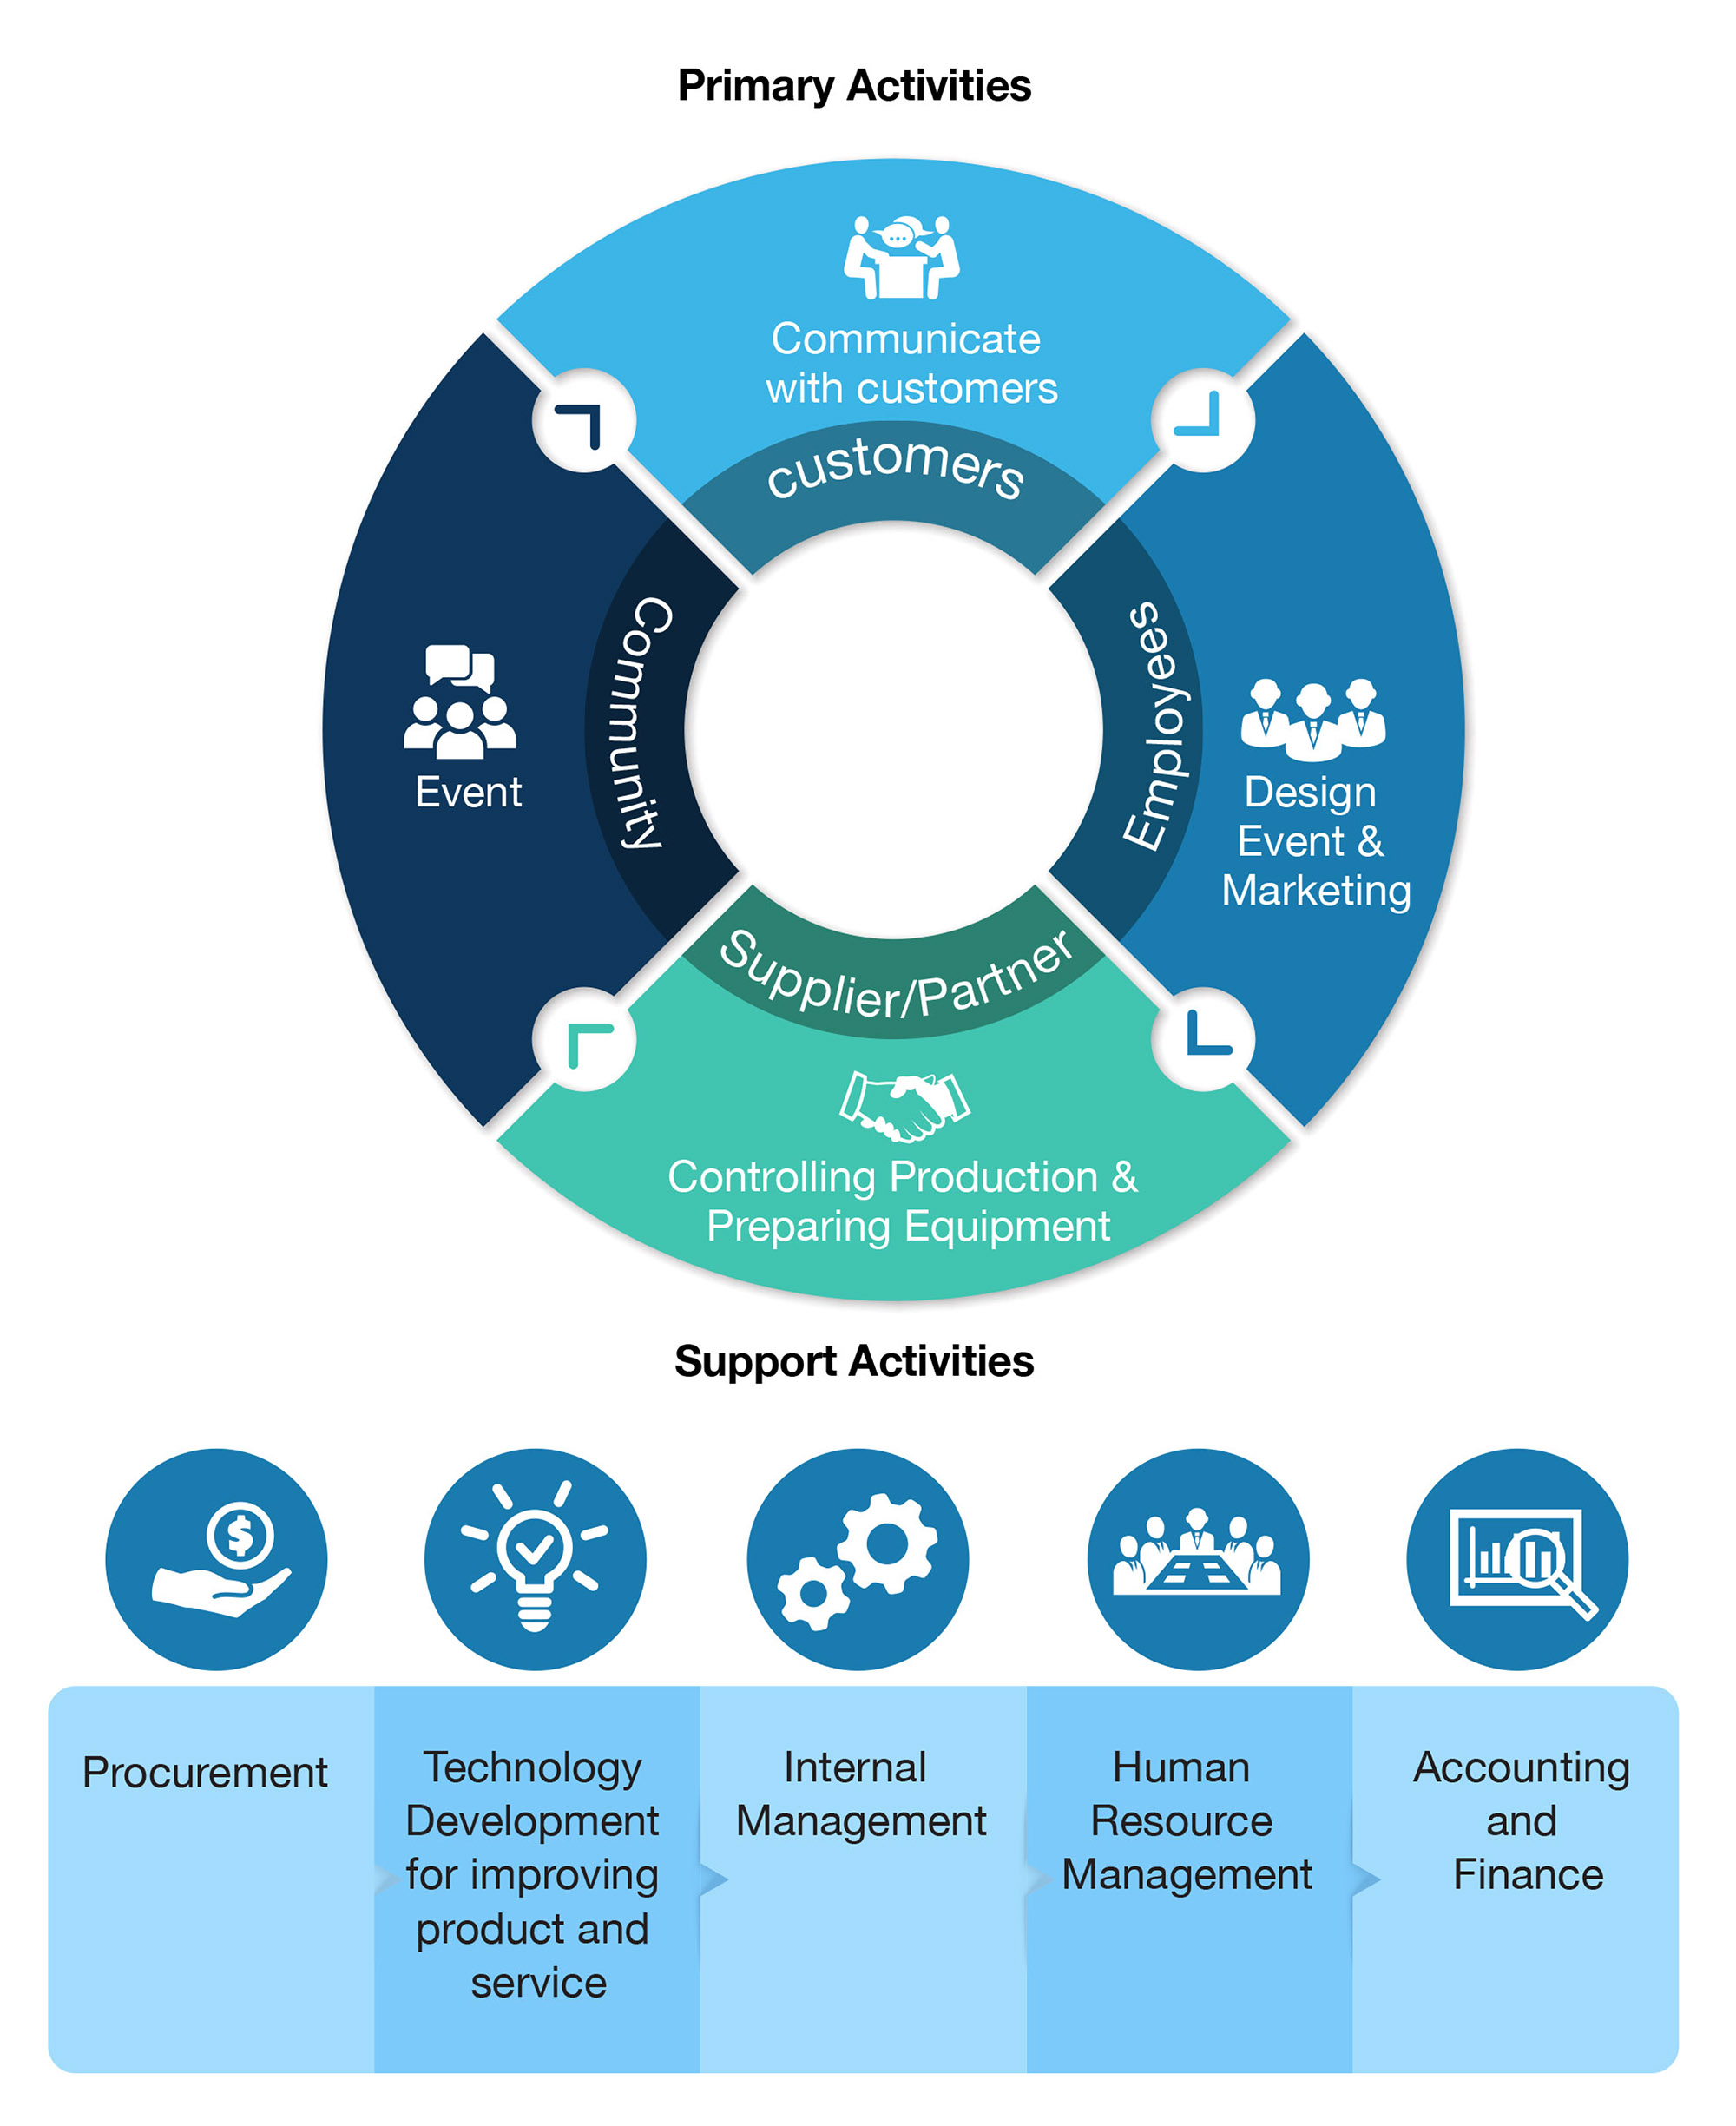 Primary Activities
Communicate
with customers
customers
Employees
Design
Event &
Marketing
Supplier/Partner
Controlling Production &
Preparing Equipment
Community
Event
Support Activities
Procurement
Technology
Development
for improving
product and
service
Internal
Management
Human
Resource
Management
Accounting
and
Finance